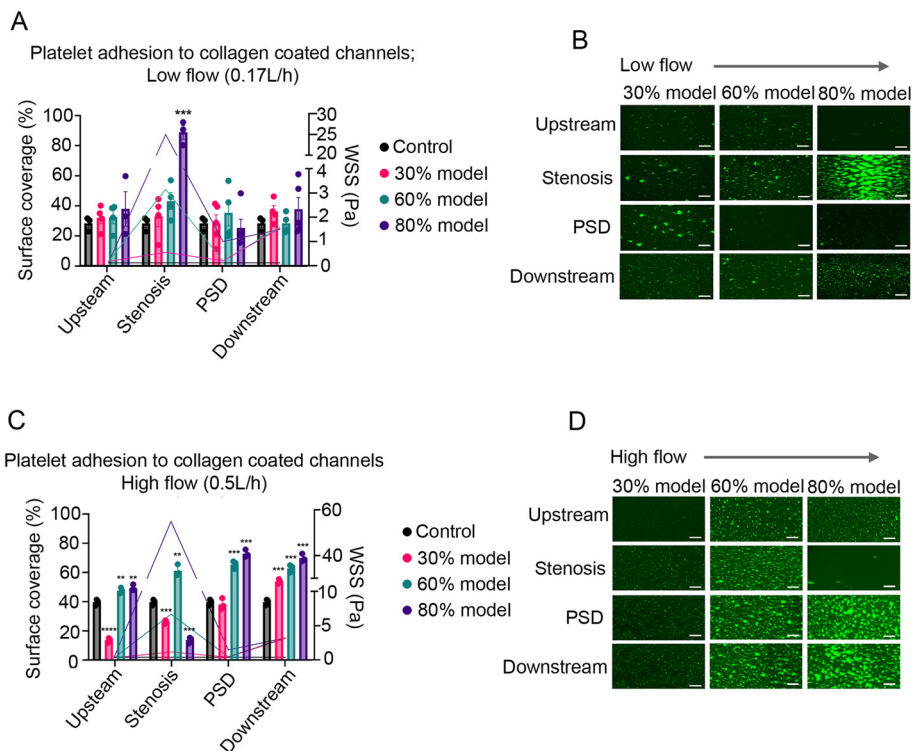 A
Platelet adhesion to collagen coated channels;
Low flow (0.17L/h)
Surface coverage (%)
100
80
60
40
20
0
30
25
20
4
3
2
1
0
WSS (Pa)
***
Upsteam
Stenosis
PSD
Downstream
Control
30% model
60% model
80% model
B
Low flow
30% model 60% model 80% model
Upstream
Stenosis
PSD
Downstream
C
Platelet adhesion to collagen coated channels
High flow (0.5L/h)
Surface coverage (%)
100
80
60
40
20
0
60
40
10
5
0
WSS (Pa)
**** ** **
*** ** ***
*** ***
*** *** ***
Upsteam
Stenosis
PSD
Downstream
Control
30% model
60% model
80% model
D
High flow
30% model 60% model 80% model
Upstream
Stenosis
PSD
Downstream